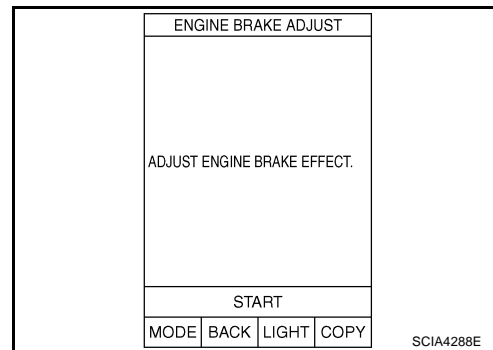 ENGINE BRAKE ADJUST
ADJUST ENGINE BRAKE EFFECT.
START
MODE BACK LIGHT COPY
SCIA4288E